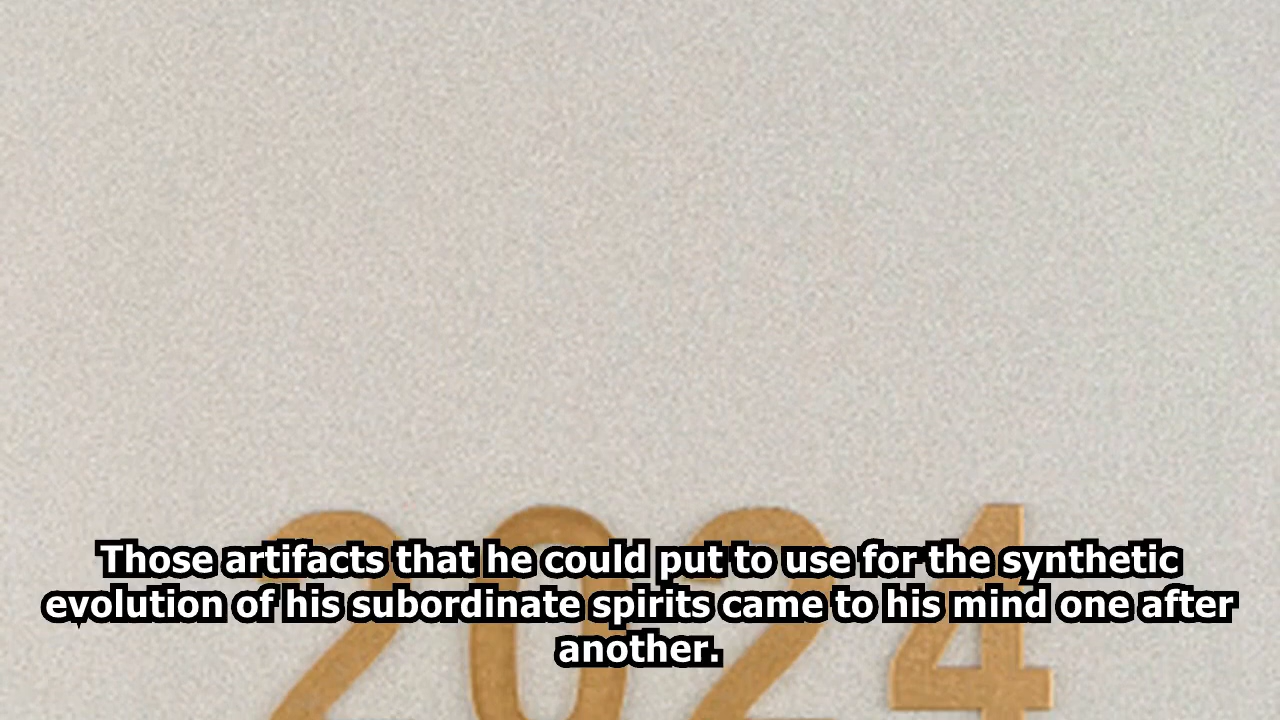 2024
Those artifacts that he could put to use for the synthetic
evolution of his subordinate spirits came to his mind one after
another.